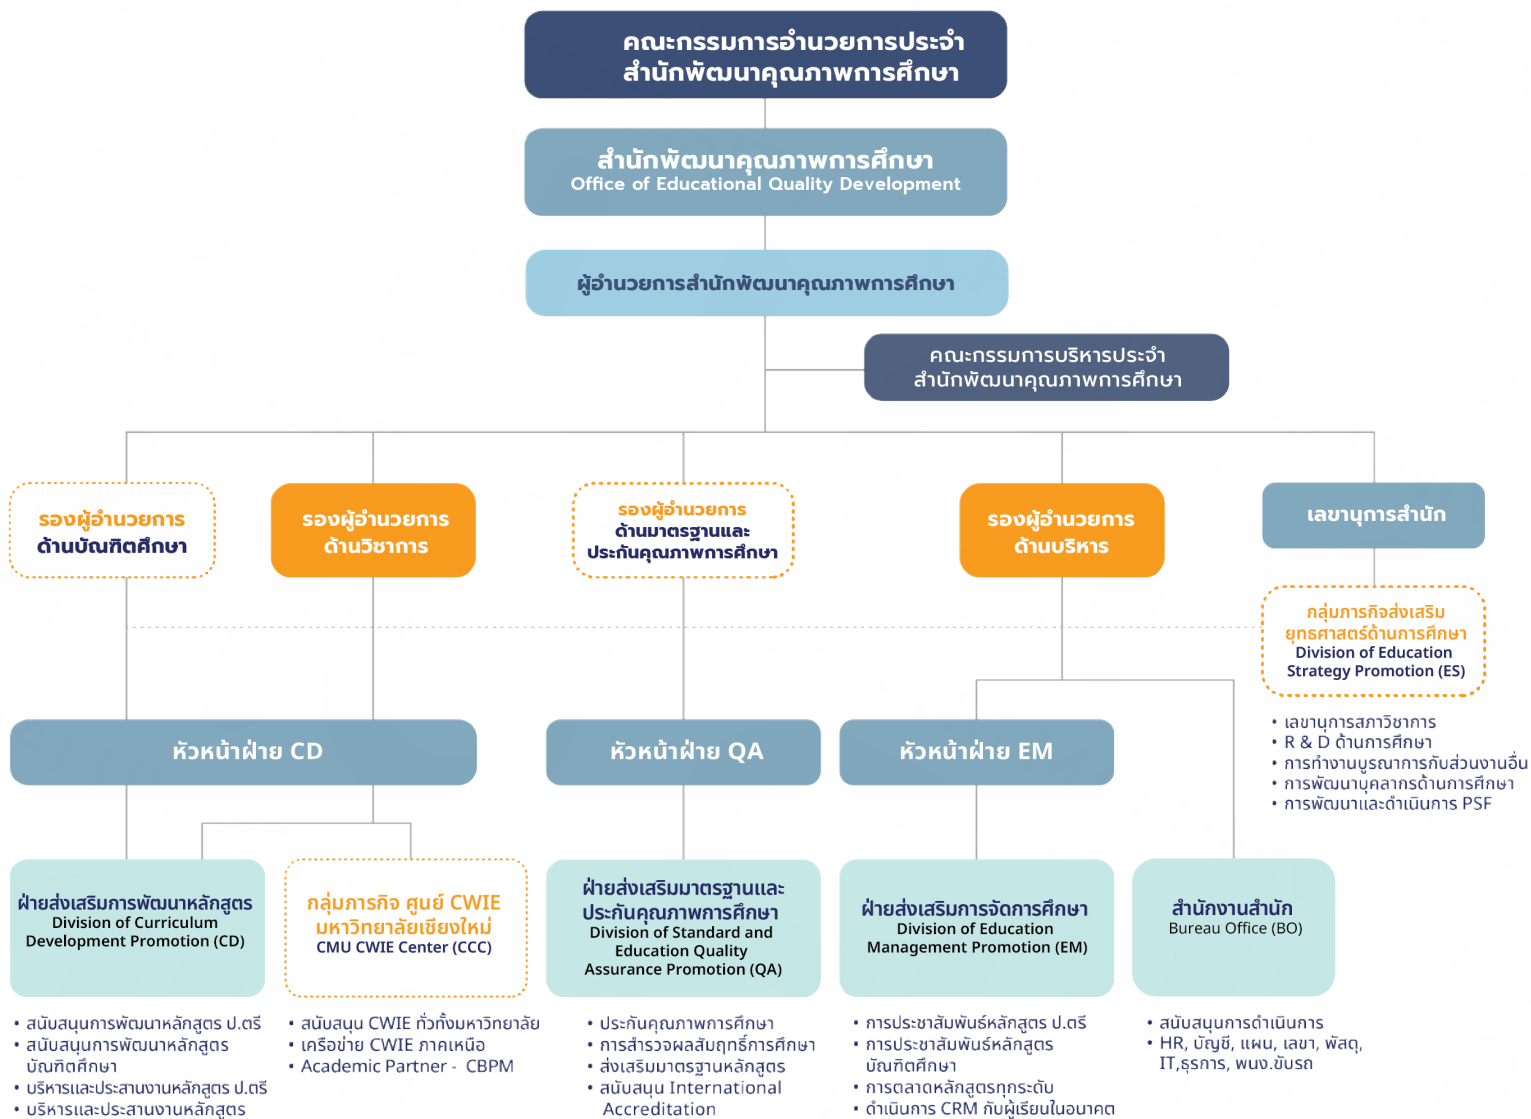 คณะกรรมการอำนวยการประจำ
สำนักพัฒนาคุณภาพการศึกษา
สำนักพัฒนาคุณภาพการศึกษา
Office of Educational Quality Development
ผู้อำนวยการสำนักพัฒนาคุณภาพการศึกษา
คณะกรรมการบริหารประจำ
สำนักพัฒนาคุณภาพการศึกษา
รองผู้อำนวยการ
ด้านบัณฑิตศึกษา
รองผู้อำนวยการ
ด้านวิชาการ
รองผู้อำนวยการ
ด้านมาตรฐานและ
ประกันคุณภาพการศึกษา
รองผู้อำนวยการ
ด้านบริหาร
เลขานุการสำนัก
กลุ่มภารกิจส่งเสริม
ยุทธศาสตร์ด้านการศึกษา
Division of Education
Strategy Promotion (ES)
• เลขานุการสภาวิชาการ
• R & D ด้านการศึกษา
• การทำงานบูรณาการกับส่วนงานอื่น
• การพัฒนาบุคลากรด้านการศึกษา
• การพัฒนาและดำเนินการ PSF
หัวหน้าฝ่าย CD
หัวหน้าฝ่าย QA
หัวหน้าฝ่าย EM
ฝ่ายส่งเสริมการพัฒนาหลักสูตร
Division of Curriculum
Development Promotion (CD)
กลุ่มภารกิจ ศูนย์ CWIE
มหาวิทยาลัยเชียงใหม่
CMU CWIE Center (CCC)
ฝ่ายส่งเสริมมาตรฐานและ
ประกันคุณภาพการศึกษา
Division of Standard and
Education Quality
Assurance Promotion (QA)
ฝ่ายส่งเสริมการจัดการศึกษา
Division of Education
Management Promotion (EM)
สำนักงานสำนัก
Bureau Office (BO)
• สนับสนุนการพัฒนาหลักสูตร ป.ตรี
• สนับสนุนการพัฒนาหลักสูตร
บัณฑิตศึกษา
• บริหารและประสานงานหลักสูตร ป.ตรี
• บริหารและประสานงานหลักสูตร
• สนับสนุน CWIE ทั่วทั้งมหาวิทยาลัย
• เครือข่าย CWIE ภาคเหนือ
• Academic Partner - CBPM
• ประกันคุณภาพการศึกษา
• การสำรวจผลสัมฤทธิ์การศึกษา
• ส่งเสริมมาตรฐานหลักสูตร
• สนับสนุน International
Accreditation
• การประชาสัมพันธ์หลักสูตร ป.ตรี
• การประชาสัมพันธ์หลักสูตร
บัณฑิตศึกษา
• การตลาดหลักสูตรทุกระดับ
• ดำเนินการ CRM กับผู้เรียนในอนาคต
• สนับสนุนการดำเนินการ
• HR, บัญชี, แผน, เลขา, พัสดุ,
IT,ธุรการ, พนง.ขับรถ